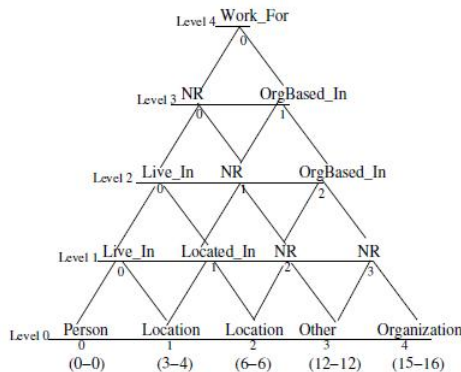 Level 4 Work_For
0
Level 3 NR OrgBased_In
0 1
Level 2 Live_In NR OrgBased_In
0 1 2
Level 1 Live_In Located_In NR NR
0 1 2 3
Level 0 Person Location Location Other Organization
0 1 2 3 4
(0–0) (3–4) (6–6) (12–12) (15–16)